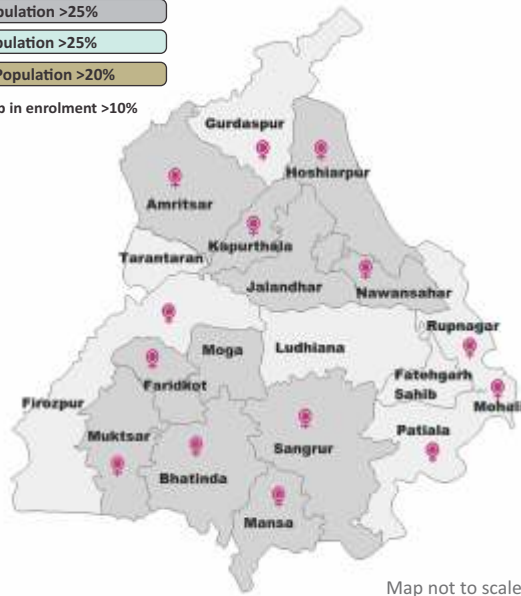 pulation >25%
pulation >25%
Population >20%
p in enrolment >10%
Gurdaspur
Hoshiarpur
Amritsar
Kapurthala
Tarantaran
Jalandhar
Nawansahar
Rupnagar
Moga
Ludhiana
Faridkot
Fatehgarh
Sahib
Firozpur
Mohali
Muktsar
Patiala
Sangrur
Bhatinda
Mansa
Map not to scale